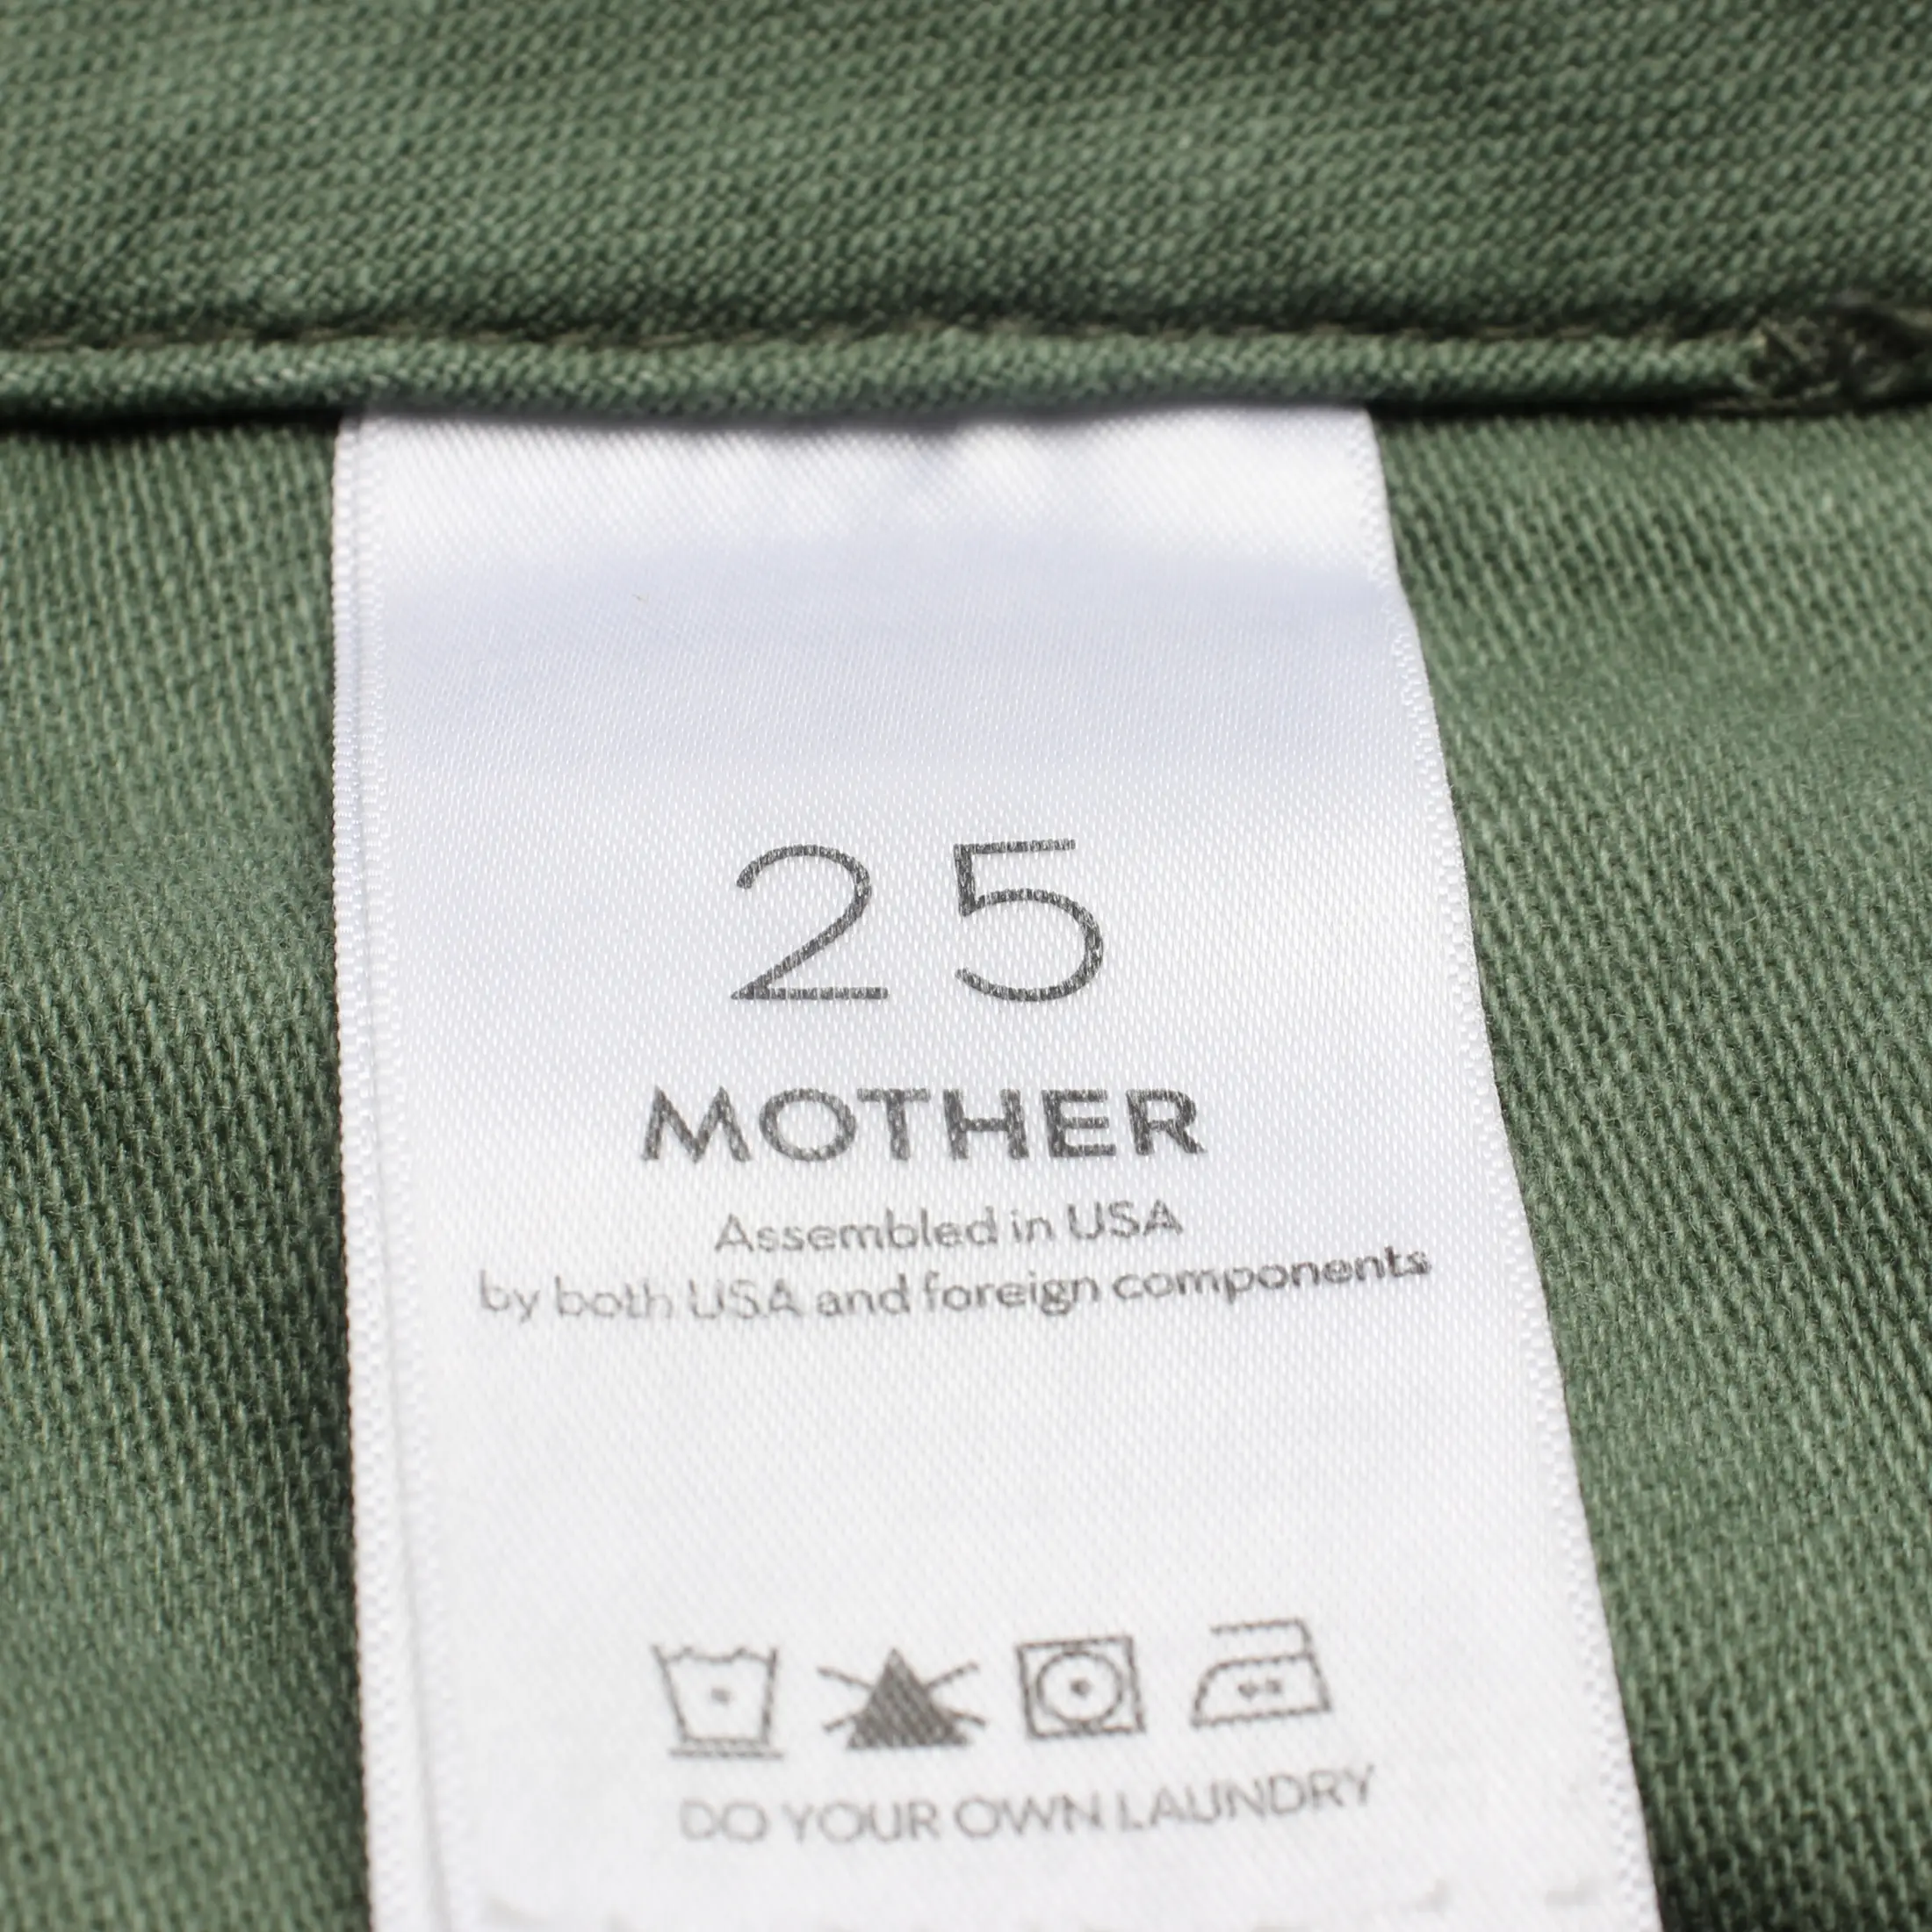 25
MOTHER
Assembled in USA
by both USA and foreign components
DO YOUR OWN LAUNDRY